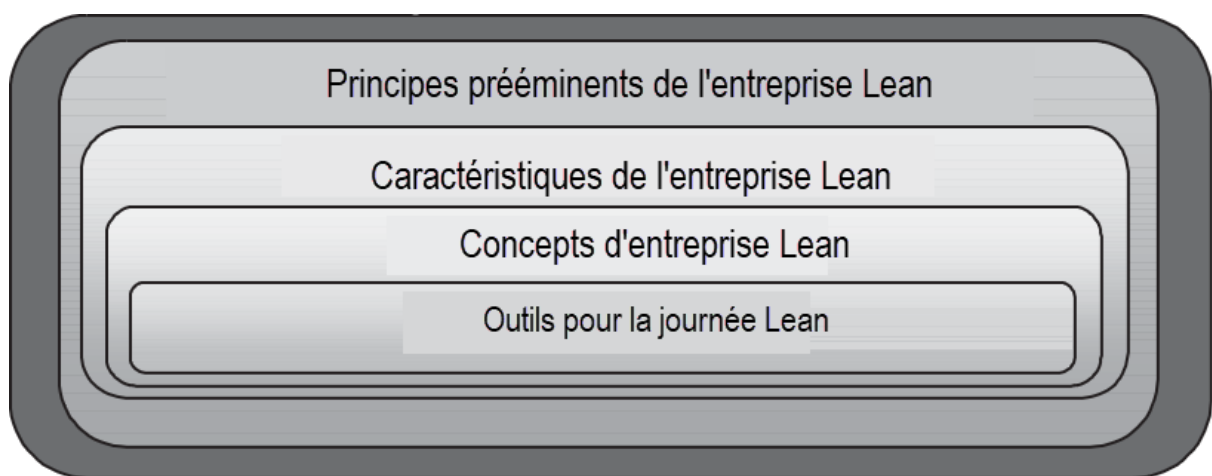 Principes prééminents de l'entreprise Lean
Caractéristiques de l'entreprise Lean
Concepts d'entreprise Lean
Outils pour la journée Lean